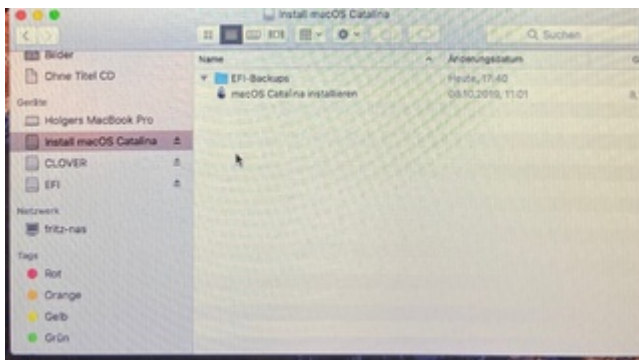 Install macOS Catalina
Suchen
Bilder
Ohne Titel CD
Geräte
Holgers MacBook Pro
Install macOS Catalina
CLOVER
EFI
Netzwerk
fritz-nas
Tags
Rot
Orange
Gelb
Grün
Name
Änderungsdatum
EFI-Backups
Heute, 17:40
macOS Catalina installieren
08.10.2019, 11:01